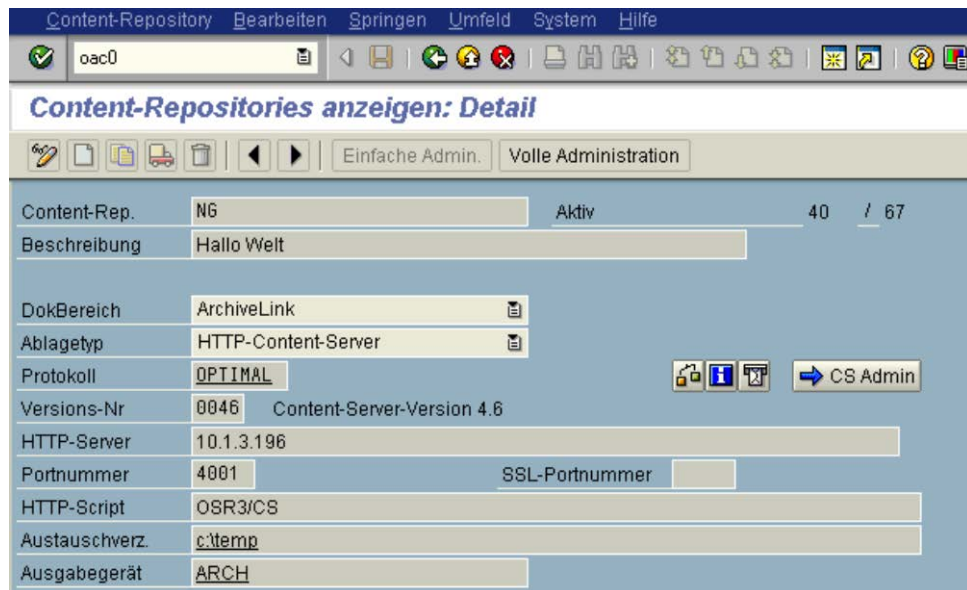 Content-Repository Bearbeiten Springen Umfeld System Hilfe
oac0
Content-Repositories anzeigen: Detail
Einfache Admin. Volle Administration
Content-Rep. NG Aktiv 40 / 67
Beschreibung Hallo Welt
DokBereich ArchiveLink
Ablagetyp HTTP-Content-Server
Protokoll OPTIMAL CS Admin
Versions-Nr 0046 Content-Server-Version 4.6
HTTP-Server 10.1.3.196
Portnummer 4001 SSL-Portnummer
HTTP-Script OSR3/CS
Austauschverz. c:\temp
Ausgabegerät ARCH